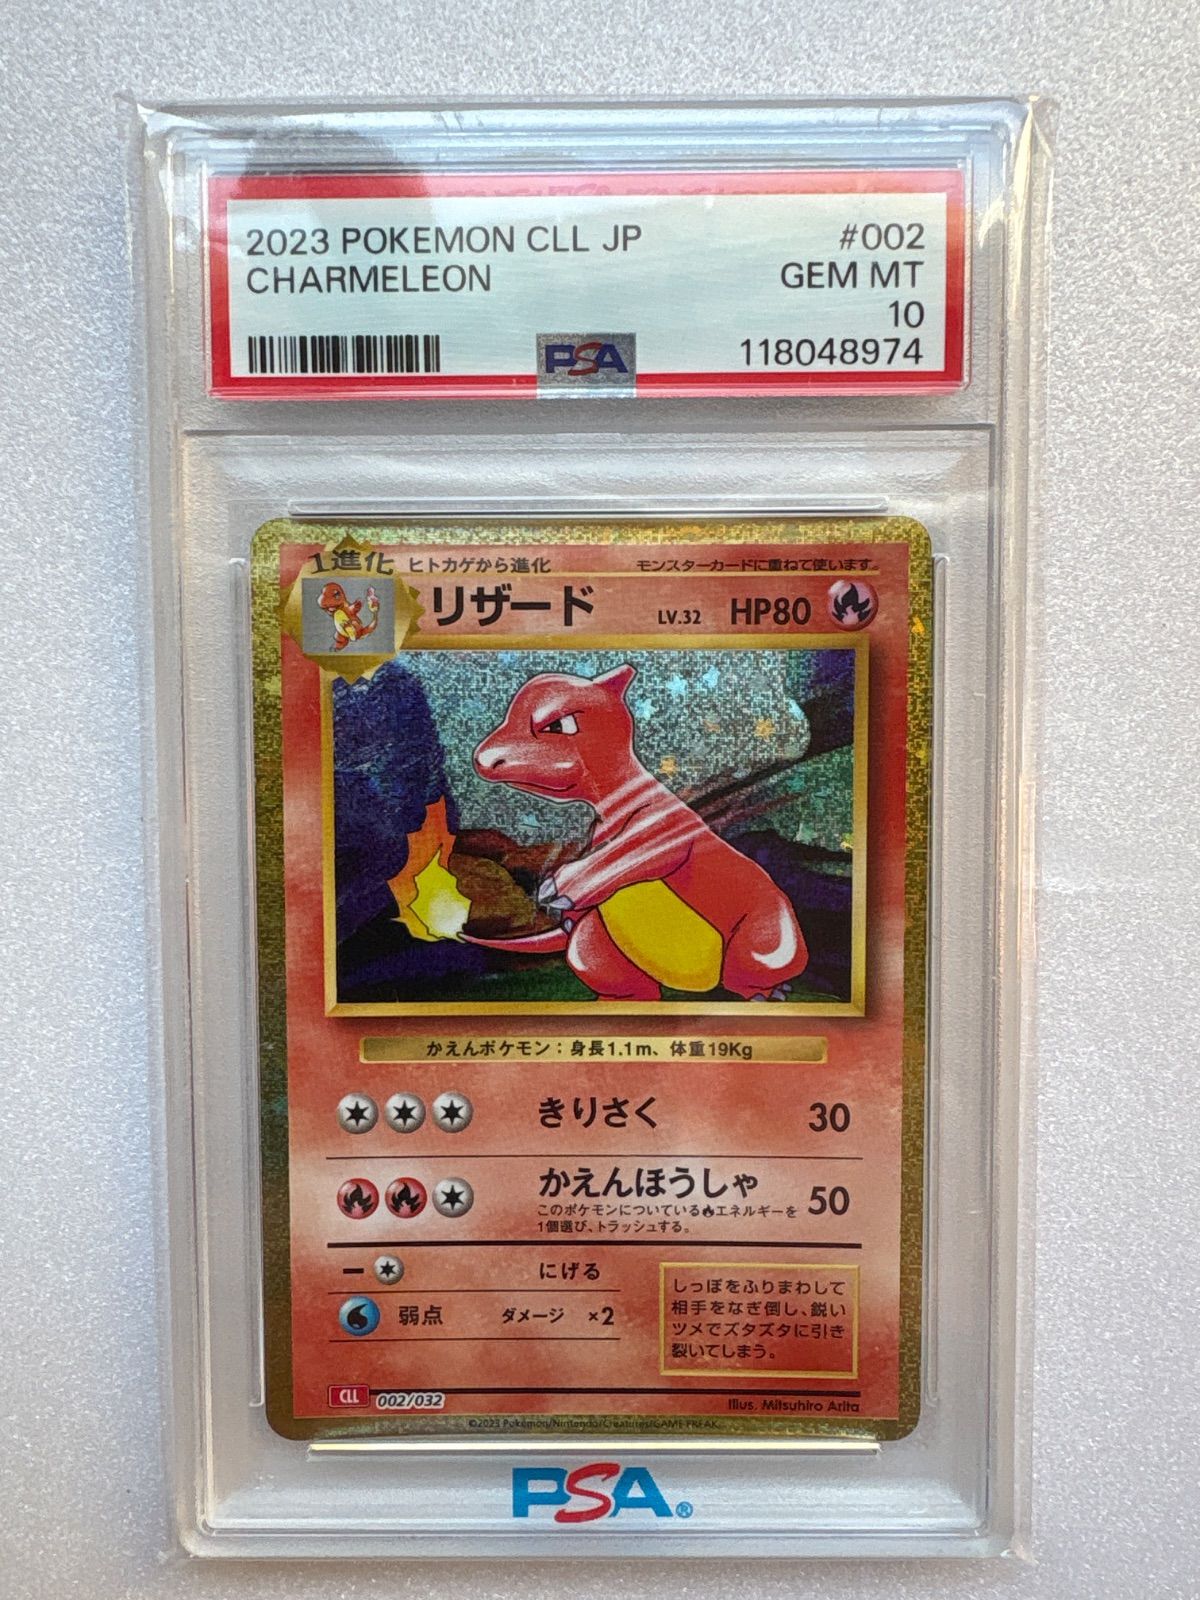 2023 POKEMON CLL JP #002
CHARMELEON GEM MT
10
PSA 118048974
1進化 ヒトカゲから進化 モンスターカードに重ねて使います。
リザード LV.32 HP80
かえんポケモン：身長1.1m、体重19Kg
きりさく 30
かえんほうしゃ 50
このポケモンについている エネルギーを
1個選び、トラッシュする。
にげる
弱点 ダメージ ×2
しっぽをふりまわして
相手をなぎ倒し、鋭い
ツメでズタズタに引き
裂いてしまう。
CLL 002/032 Illus. Mitsuhiro Arita
©2023 Pokémon/Nintendo/Creatures/GAME FREAK.
PSA®